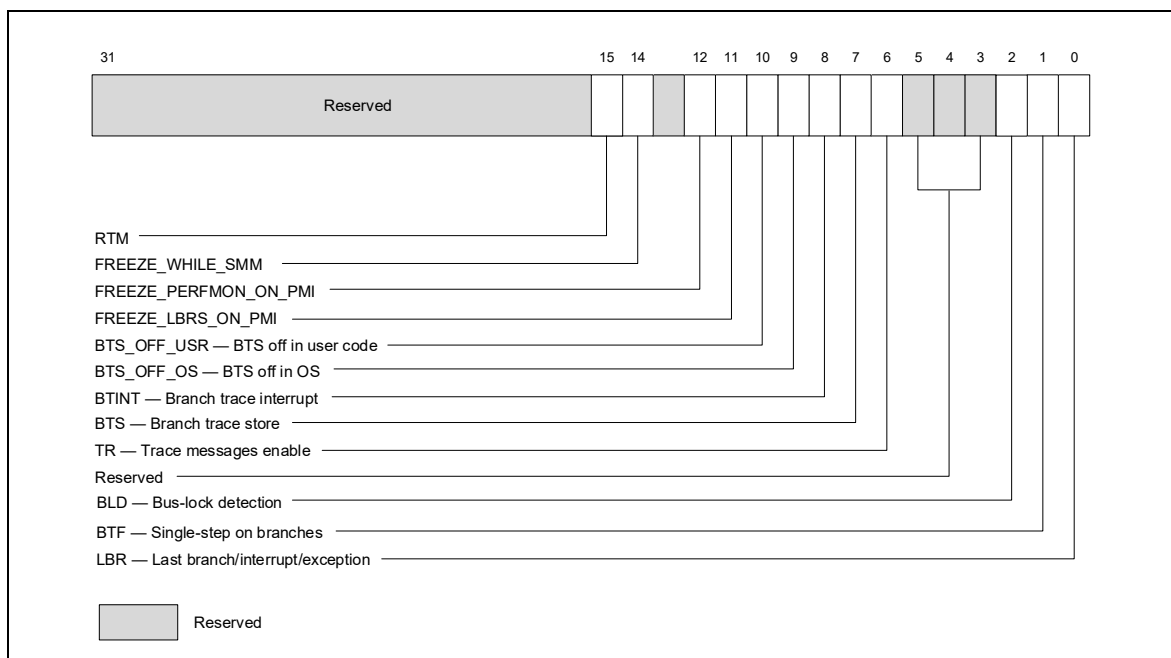 31 15 14 12 11 10 9 8 7 6 5 4 3 2 1 0
Reserved
RTM
FREEZE_WHILE_SMM
FREEZE_PERFMON_ON_PMI
FREEZE_LBRS_ON_PMI
BTS_OFF_USR — BTS off in user code
BTS_OFF_OS — BTS off in OS
BTINT — Branch trace interrupt
BTS — Branch trace store
TR — Trace messages enable
Reserved
BLD — Bus-lock detection
BTF — Single-step on branches
LBR — Last branch/interrupt/exception
Reserved